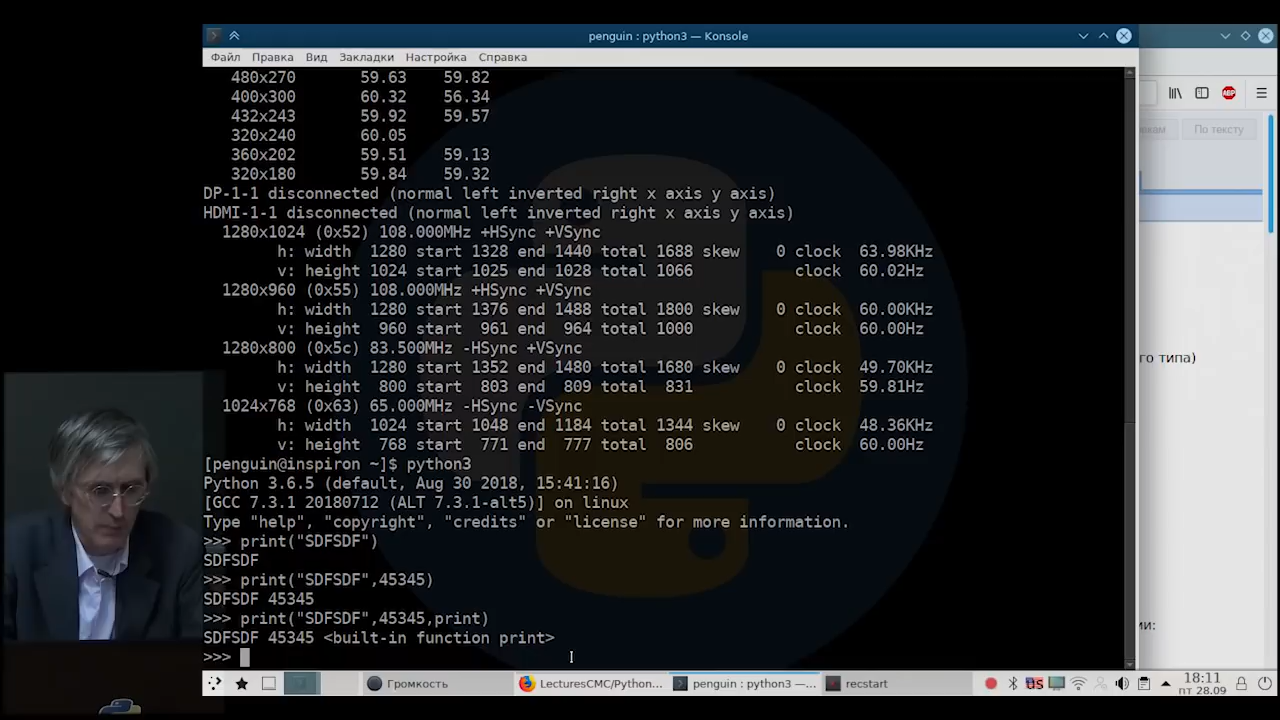 penguin : python3 — Konsole
Файл Правка Вид Закладки Настройка Справка
480x270 59.63 59.82
400x300 60.32 56.34
432x243 59.92 59.57
320x240 60.05
360x202 59.51 59.13
320x180 59.84 59.32
DP-1-1 disconnected (normal left inverted right x axis y axis)
HDMI-1-1 disconnected (normal left inverted right x axis y axis)
1280x1024 (0x52) 108.000MHz +HSync +VSync
h: width 1280 start 1328 end 1440 total 1688 skew 0 clock 63.98KHz
v: height 1024 start 1025 end 1028 total 1066 clock 60.02Hz
1280x960 (0x55) 108.000MHz +HSync +VSync
h: width 1280 start 1376 end 1488 total 1800 skew 0 clock 60.00KHz
v: height 960 start 961 end 964 total 1000 clock 60.00Hz
1280x800 (0x5c) 83.500MHz -HSync +VSync
h: width 1280 start 1352 end 1480 total 1680 skew 0 clock 49.70KHz
v: height 800 start 803 end 809 total 831 clock 59.81Hz
1024x768 (0x63) 65.000MHz -HSync -VSync
h: width 1024 start 1048 end 1184 total 1344 skew 0 clock 48.36KHz
v: height 768 start 771 end 777 total 806 clock 60.00Hz
[penguin@inspiron ~]$ python3
Python 3.6.5 (default, Aug 30 2018, 15:41:16)
[GCC 7.3.1 20180712 (ALT 7.3.1-alt5)] on linux
Type "help", "copyright", "credits" or "license" for more information.
>>> print("SDFSDF")
SDFSDF
>>> print("SDFSDF",45345)
SDFSDF 45345
>>> print("SDFSDF",45345,print)
SDFSDF 45345 <built-in function print>
>>>
ABP
По тексту
го типа)
ми:
Громкость
LecturesCMC/Python...
penguin : python3 —...
recstart
US
18:11
пт 28.09